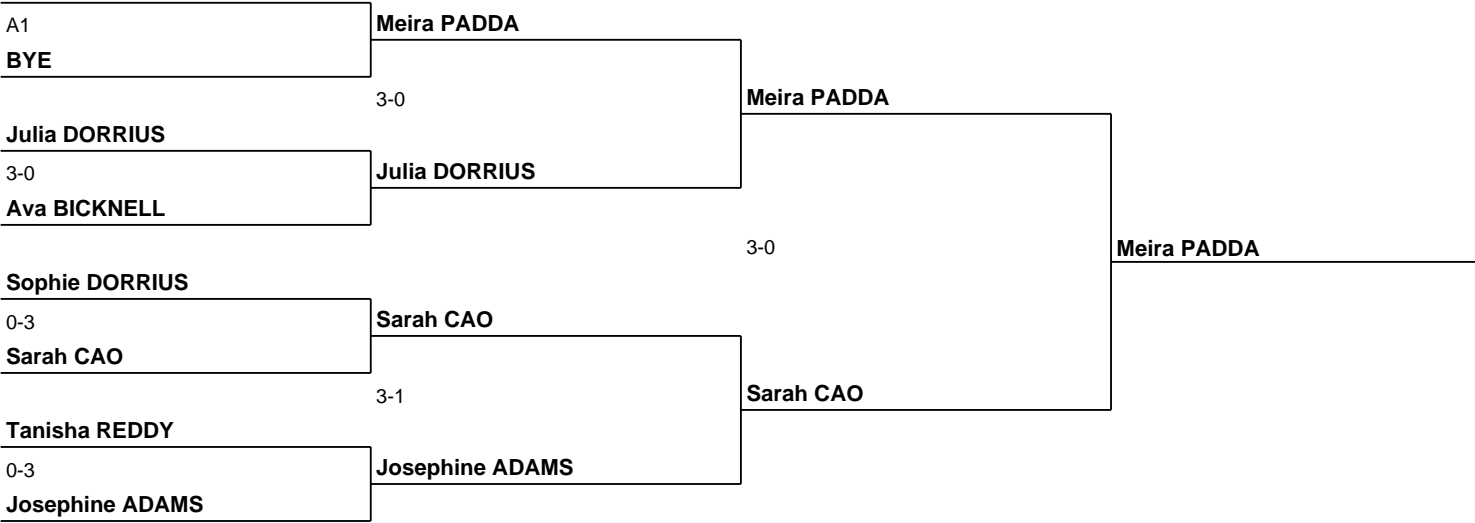 A1
BYE
Meira PADDA
3-0
Julia DORRIUS
3-0
Ava BICKNELL
Julia DORRIUS
Meira PADDA
3-0
Meira PADDA
Sophie DORRIUS
0-3
Sarah CAO
Sarah CAO
3-1
Sarah CAO
Tanisha REDDY
0-3
Josephine ADAMS
Josephine ADAMS